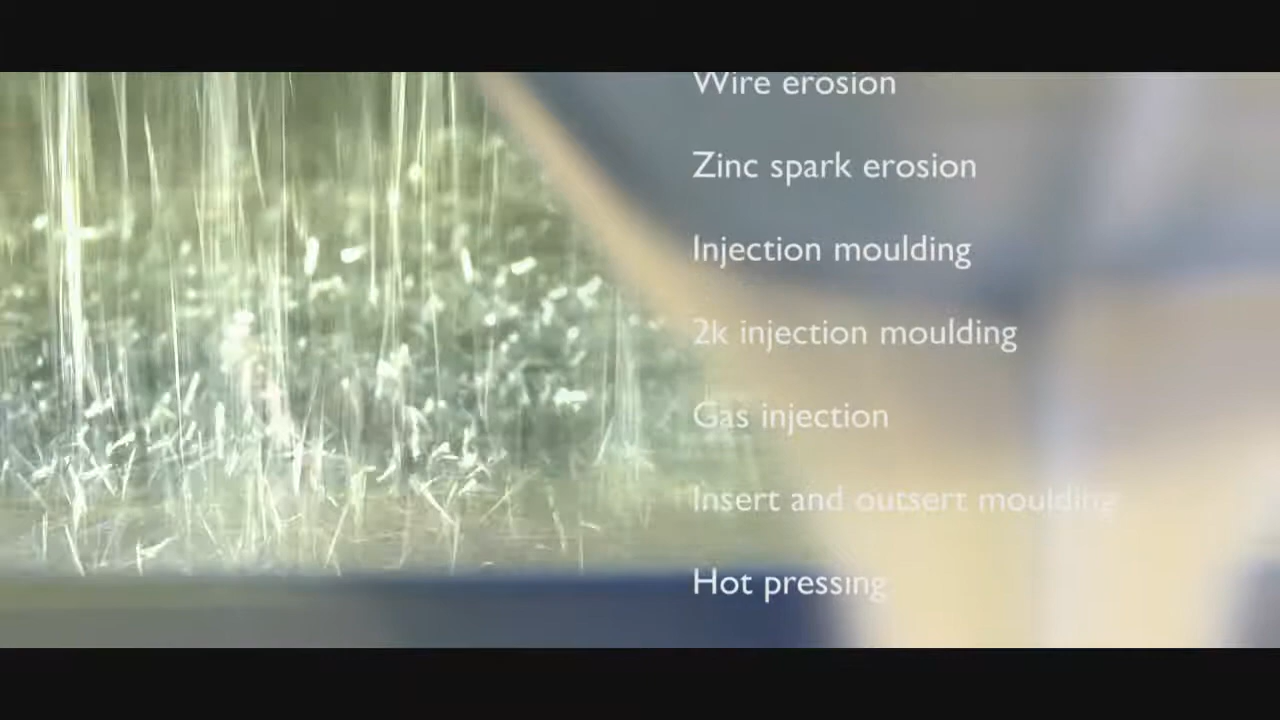 Wire erosion
Zinc spark erosion
Injection moulding
2k injection moulding
Gas injection
Insert and outsert moulding
Hot pressing